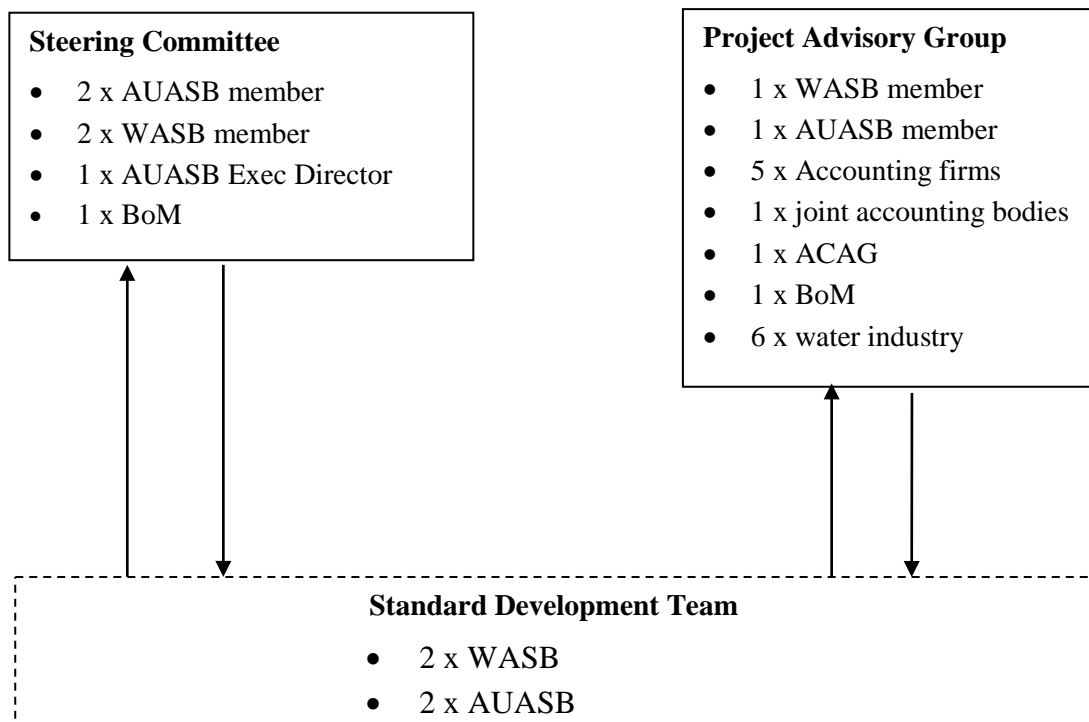 Steering Committee
• 2 x AUASB member
• 2 x WASB member
• 1 x AUASB Exec Director
• 1 x BoM
Project Advisory Group
• 1 x WASB member
• 1 x AUASB member
• 5 x Accounting firms
• 1 x joint accounting bodies
• 1 x ACAG
• 1 x BoM
• 6 x water industry
Standard Development Team
• 2 x WASB
• 2 x AUASB